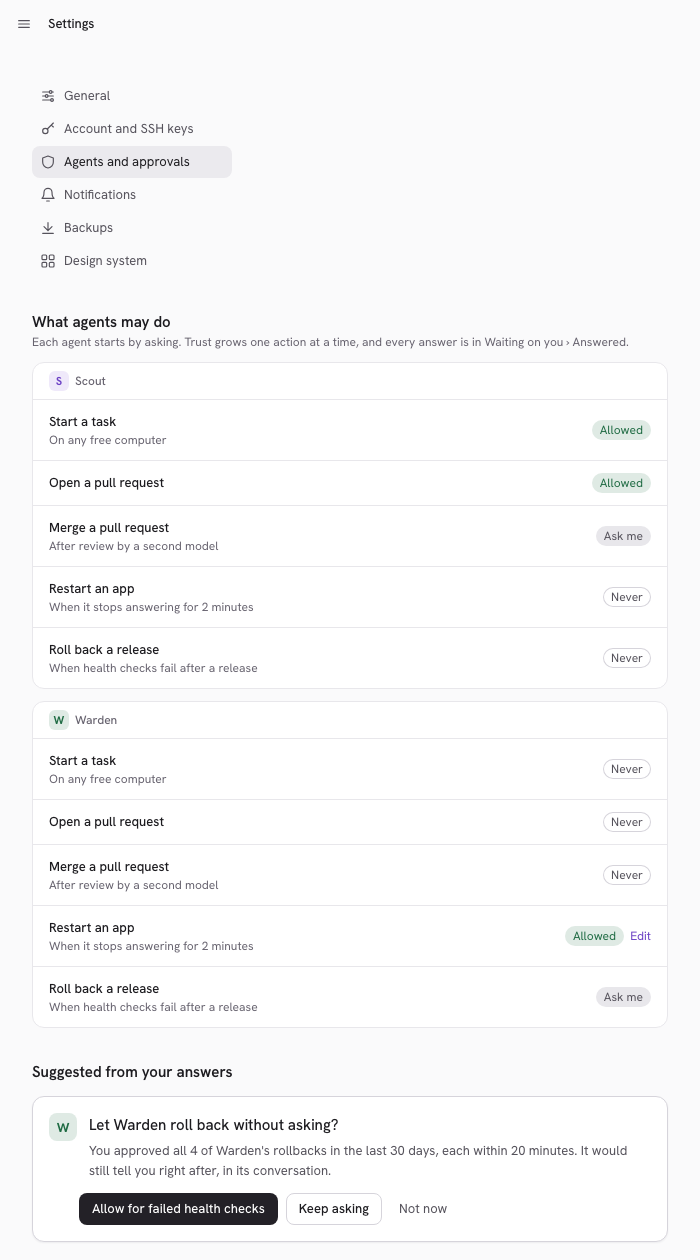 Settings
General
Account and SSH keys
Agents and approvals
Notifications
Backups
Design system
What agents may do
Each agent starts by asking. Trust grows one action at a time, and every answer is in Waiting on you › Answered.
S Scout
Start a task
On any free computer
Allowed
Open a pull request
Allowed
Merge a pull request
After review by a second model
Ask me
Restart an app
When it stops answering for 2 minutes
Never
Roll back a release
When health checks fail after a release
Never
W Warden
Start a task
On any free computer
Never
Open a pull request
Never
Merge a pull request
After review by a second model
Never
Restart an app
When it stops answering for 2 minutes
Allowed Edit
Roll back a release
When health checks fail after a release
Ask me
Suggested from your answers
W
Let Warden roll back without asking?
You approved all 4 of Warden's rollbacks in the last 30 days, each within 20 minutes. It would
still tell you right after, in its conversation.
Allow for failed health checks Keep asking Not now